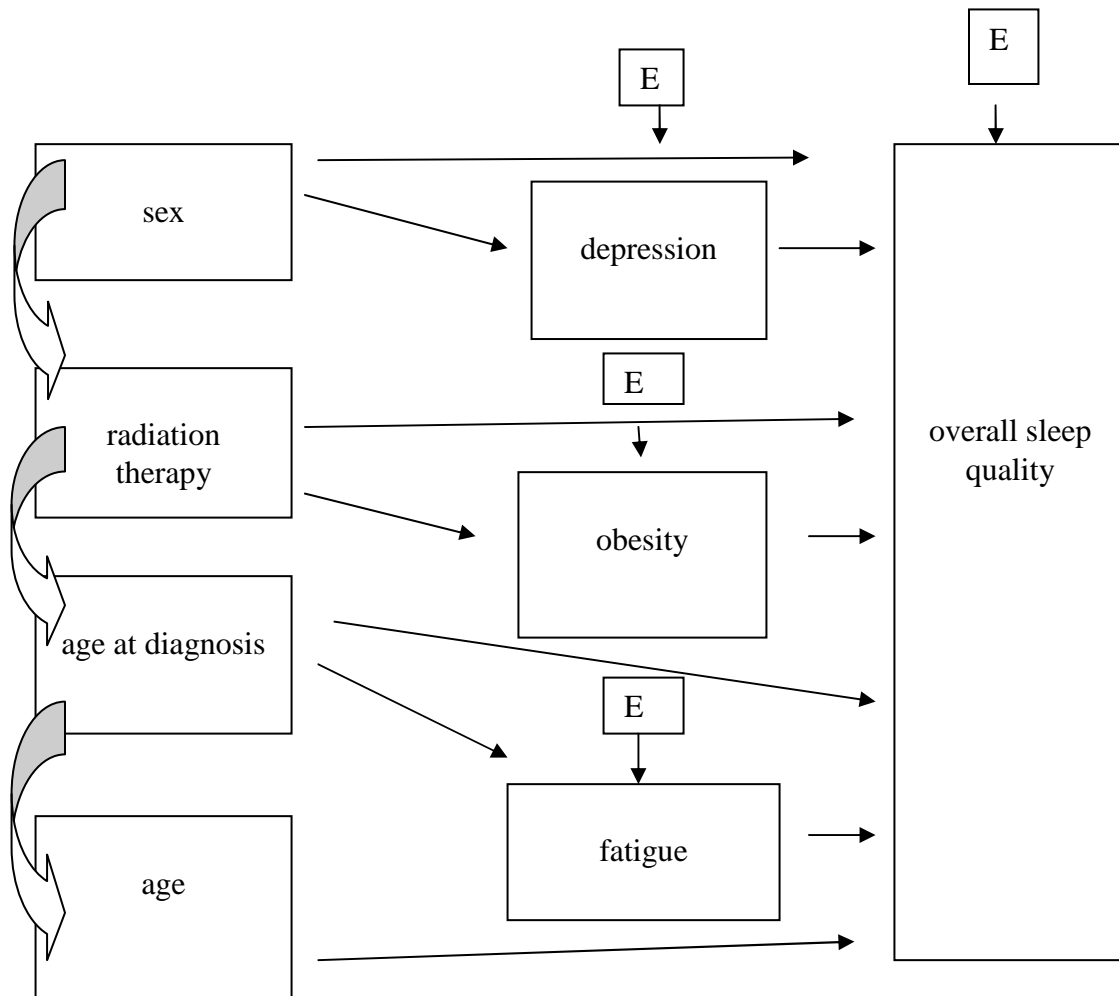 E
E
sex
depression
E
radiation
therapy
overall sleep
quality
obesity
age at diagnosis
E
fatigue
age